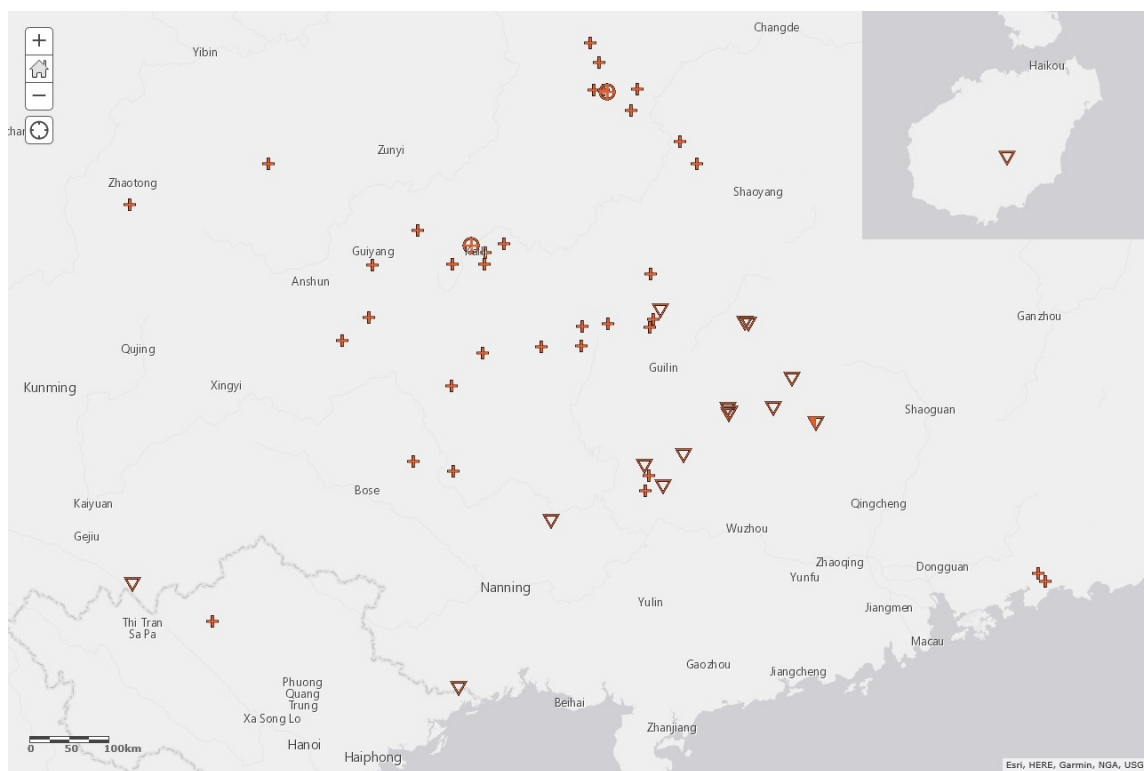 Changde
Yibin
Haikou
Zunyi
Zhaotong
Shaoyang
Guiyang
Anshun
Ganzhou
Qujing
Guilin
Kunming
Xingyi
Shaoguan
Bose
Kaiyuan
Qingcheng
Gejiu
Wuzhou
Zhaoqing
Dongguan
Yunfu
Nanning
Yulin
Jiangmen
Thi Tran
Sa Pa
Macau
Gaozhou
Jiangcheng
Phuong
Quang
Trung
Beihai
Xa Song Lo
Zhanjiang
Hanoi
Haiphong
0 50 100km
Esri, HERE, Garmin, NGA, USG